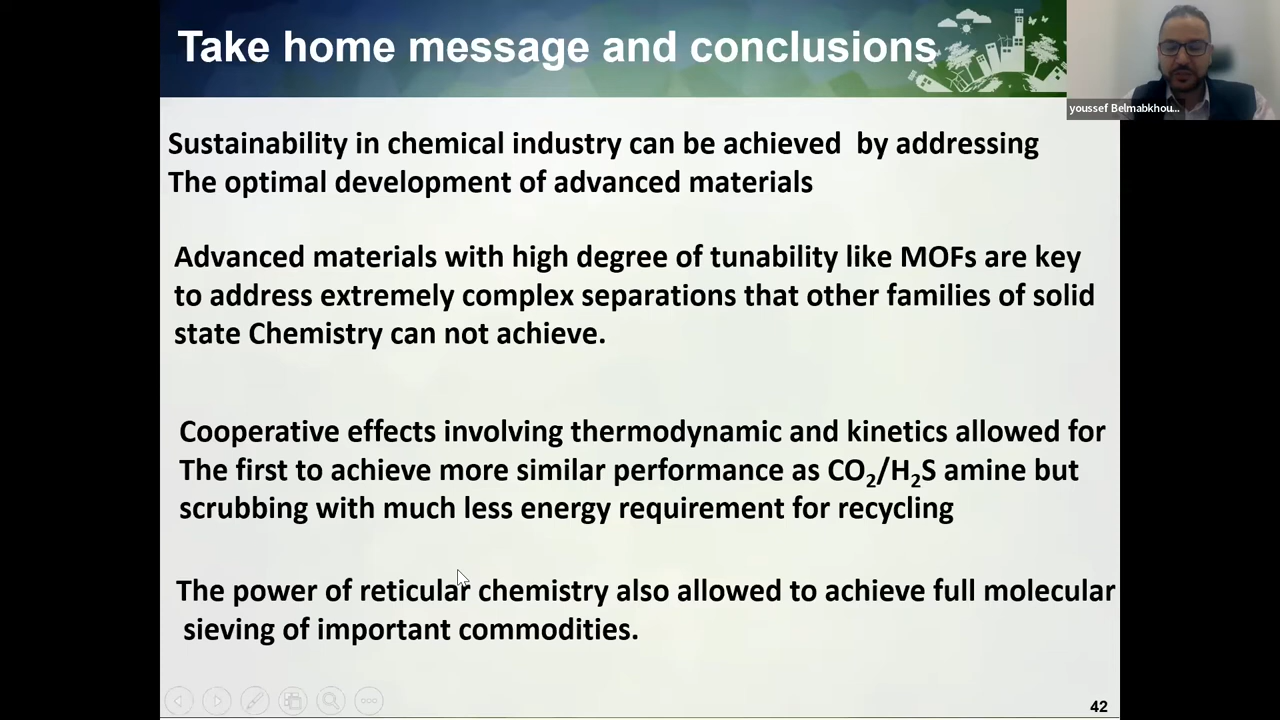 Take home message and conclusions
youssef Belmabkhou...
Sustainability in chemical industry can be achieved  by addressing
The optimal development of advanced materials
Advanced materials with high degree of tunability like MOFs are key
to address extremely complex separations that other families of solid
state Chemistry can not achieve.
Cooperative effects involving thermodynamic and kinetics allowed for
The first to achieve more similar performance as CO₂/H₂S amine but
scrubbing with much less energy requirement for recycling
The power of reticular chemistry also allowed to achieve full molecular
sieving of important commodities.
42